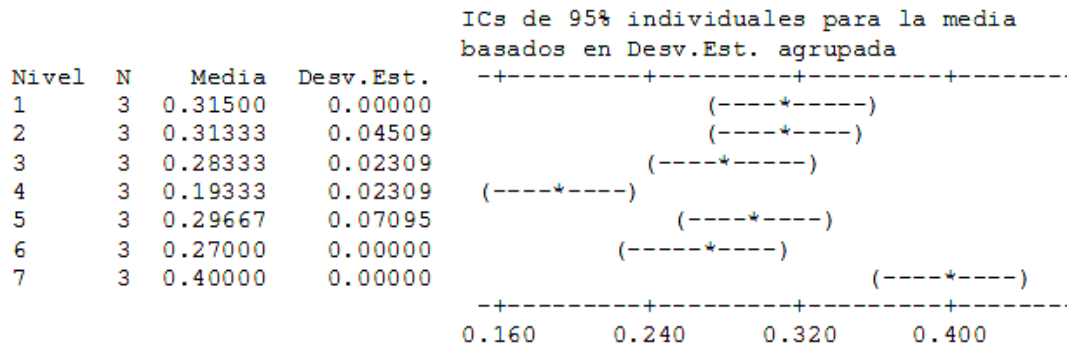 ICs de 95% individuales para la media
basados en Desv.Est. agrupada
Nivel  N     Media  Desv.Est.   -+---------+---------+---------+-------
1      3   0.31500    0.00000                  (----*-----)
2      3   0.31333    0.04509                  (----*----)
3      3   0.28333    0.02309              (----*-----)
4      3   0.19333    0.02309   (----*----)
5      3   0.29667    0.07095                (----*----)
6      3   0.27000    0.00000            (-----*----)
7      3   0.40000    0.00000                             (----*----)
-+---------+---------+---------+-------
0.160     0.240     0.320     0.400